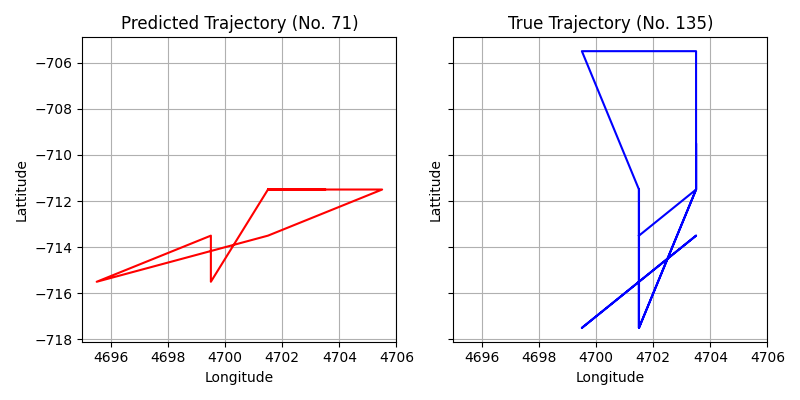 Predicted Trajectory (No. 71)
True Trajectory (No. 135)
−706
−708
−710
−712
−714
−716
−718
Lattitude
Lattitude
4696 4698 4700 4702 4704 4706
4696 4698 4700 4702 4704 4706
Longitude
Longitude